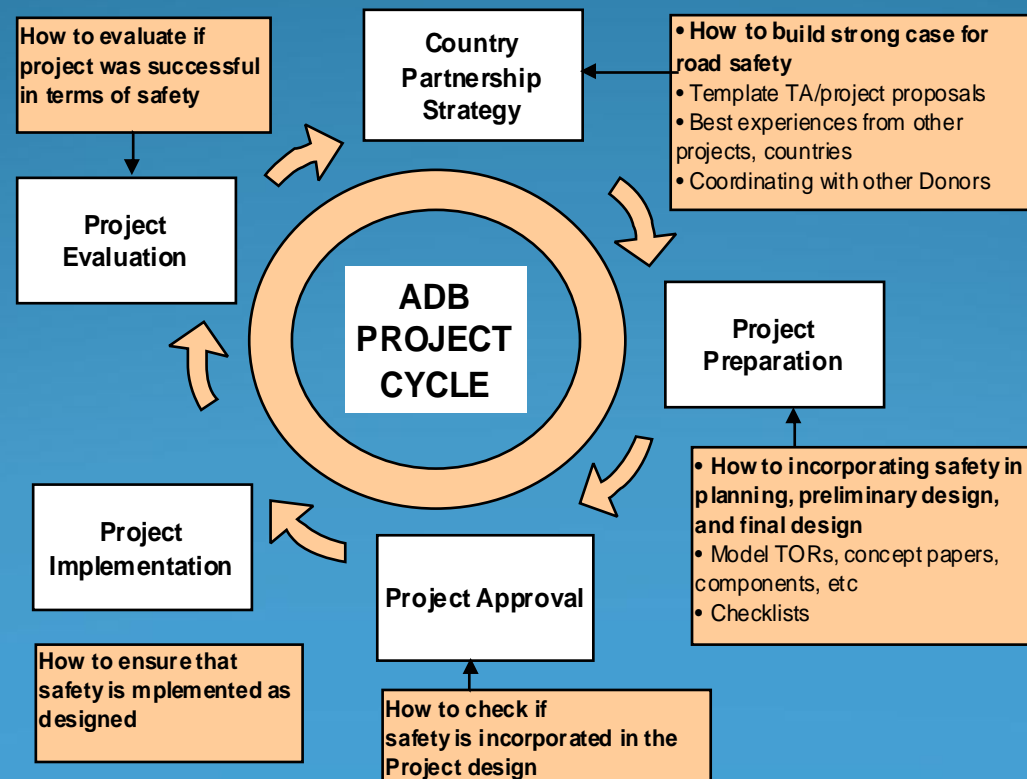 How to evaluate if
project was successful
in terms of safety
Country
Partnership
Strategy
• How to build strong case for
road safety
• Template TA/project proposals
• Best experiences from other
projects, countries
• Coordinating with other Donors
Project
Evaluation
ADB
PROJECT
CYCLE
Project
Preparation
• How to incorporating safety in
planning, preliminary design,
and final design
• Model TORs, concept papers,
components, etc
• Checklists
Project
Implementation
Project Approval
How to ensure that
safety is mplemented as
designed
How to check if
safety is incorporated in the
Project design